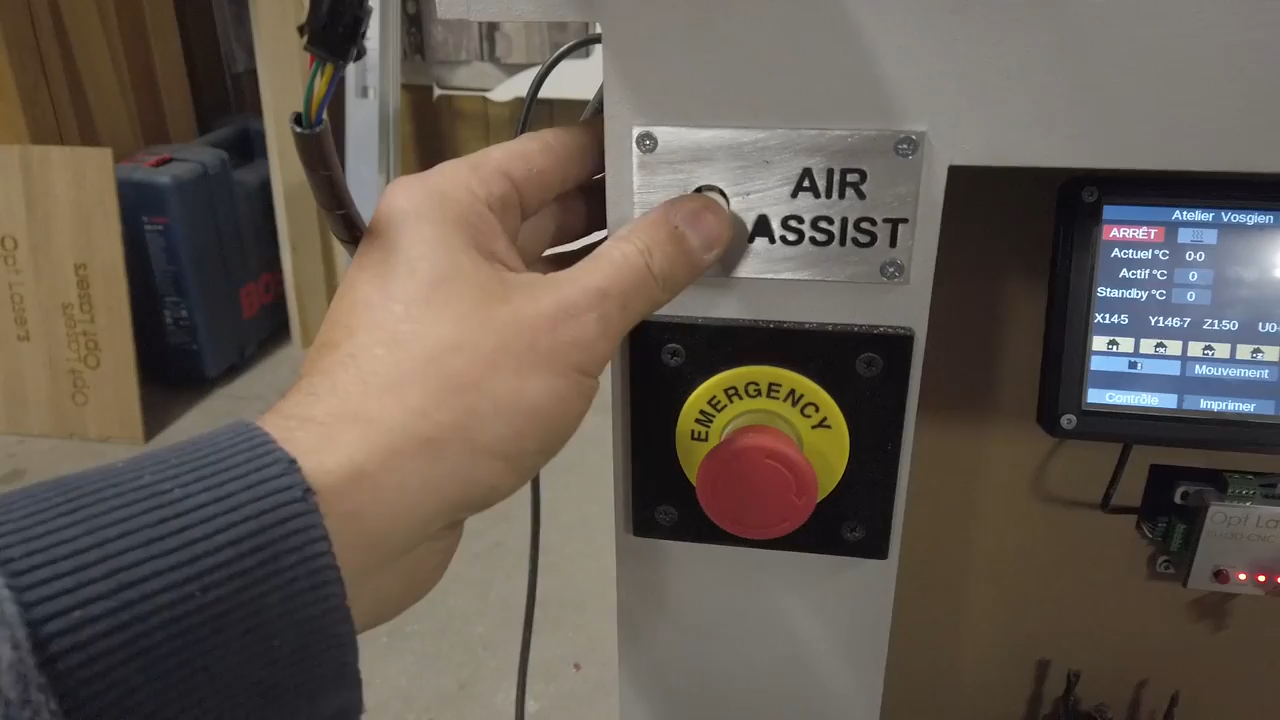 AIR
ASSIST
EMERGENCY
Atelier Vosgien
ARRÊT
Actuel °C 0·0
Actif °C 0
Standby °C 0
X14·5 Y146·7 Z1·50
Mouvement
Contrôle Imprimer
Opt Lasers
Opt Lasers
Opt Lasers